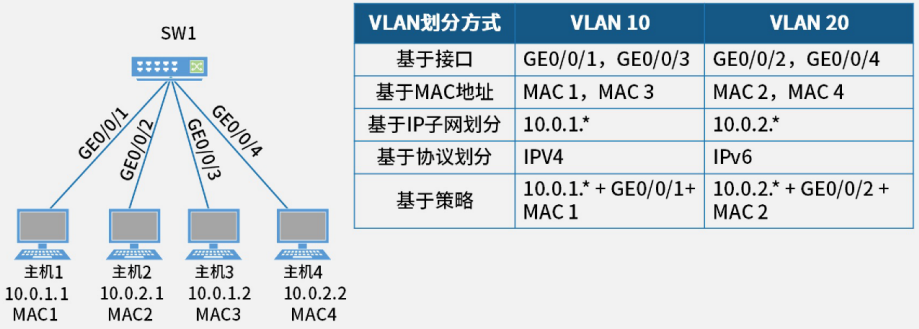 SW1
GE0/0/1
GE0/0/2
GE0/0/3
GE0/0/4
主机1
10.0.1.1
MAC1
主机2
10.0.2.1
MAC2
主机3
10.0.1.2
MAC3
主机4
10.0.2.2
MAC4
VLAN划分方式 VLAN 10 VLAN 20
基于接口 GE0/0/1，GE0/0/3 GE0/0/2，GE0/0/4
基于MAC地址 MAC 1，MAC 3 MAC 2，MAC 4
基于IP子网划分 10.0.1.* 10.0.2.*
基于协议划分 IPV4 IPv6
基于策略 10.0.1.* + GE0/0/1+ 10.0.2.* + GE0/0/2 +
MAC 1 MAC 2